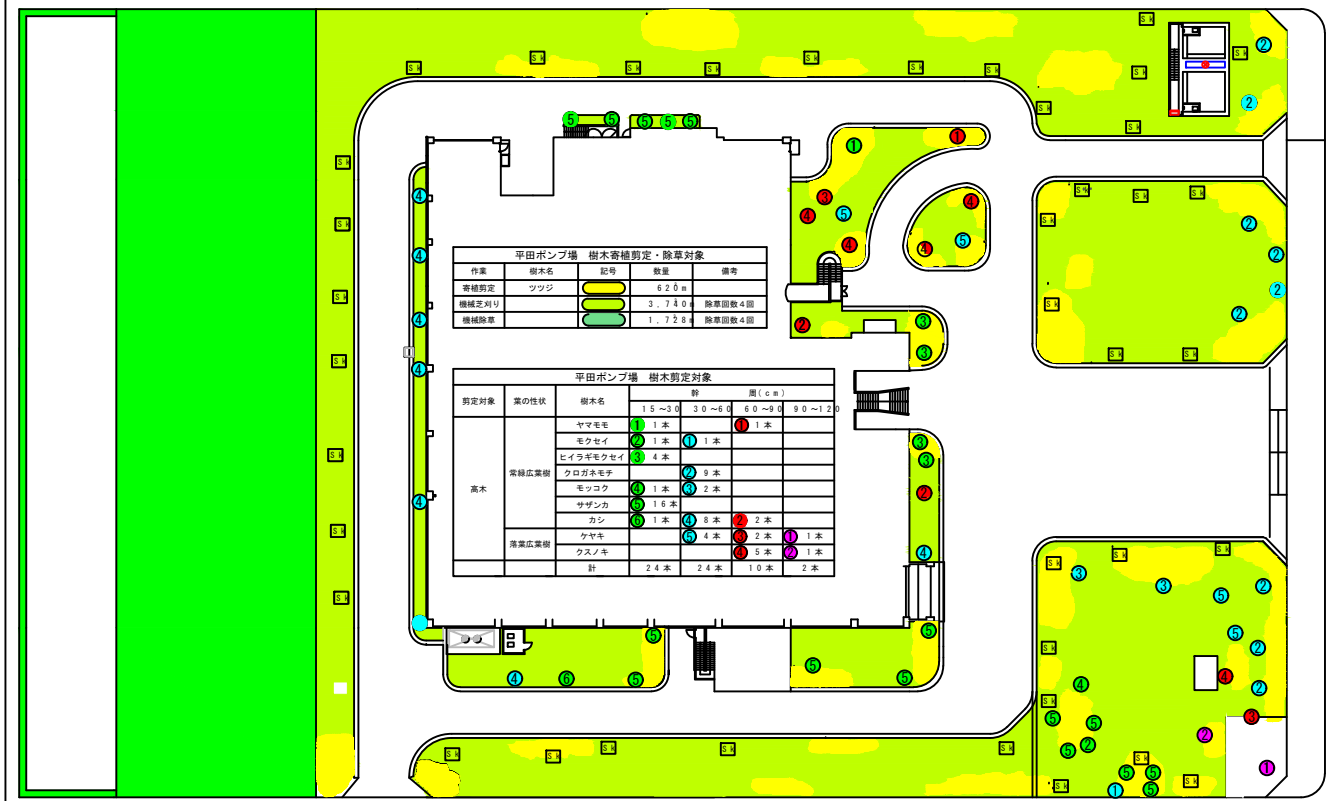 平田ポンプ場 樹木寄植剪定・除草対象
作業 樹木名 記号 数量 備考
寄植剪定 ツツジ 620m
機械芝刈り 3,740m 除草回数4回
機械除草 1,728m 除草回数4回
平田ポンプ場 樹木剪定対象
剪定対象 葉の性状 樹木名 幹 周(cm)
15~30 30~60 60~90 90~120
高木 常緑広葉樹 ヤマモモ 1 1本 1 1本
モクセイ 2 1本 1 1本
ヒイラギモクセイ 3 4本
クロガネモチ 2 9本
モッコク 4 1本 3 2本
サザンカ 5 16本
カシ 6 1本 4 8本 2 2本
落葉広葉樹 ケヤキ 5 4本 3 2本 1 1本
クスノキ 4 5本 2 1本
計 24本 24本 10本 2本